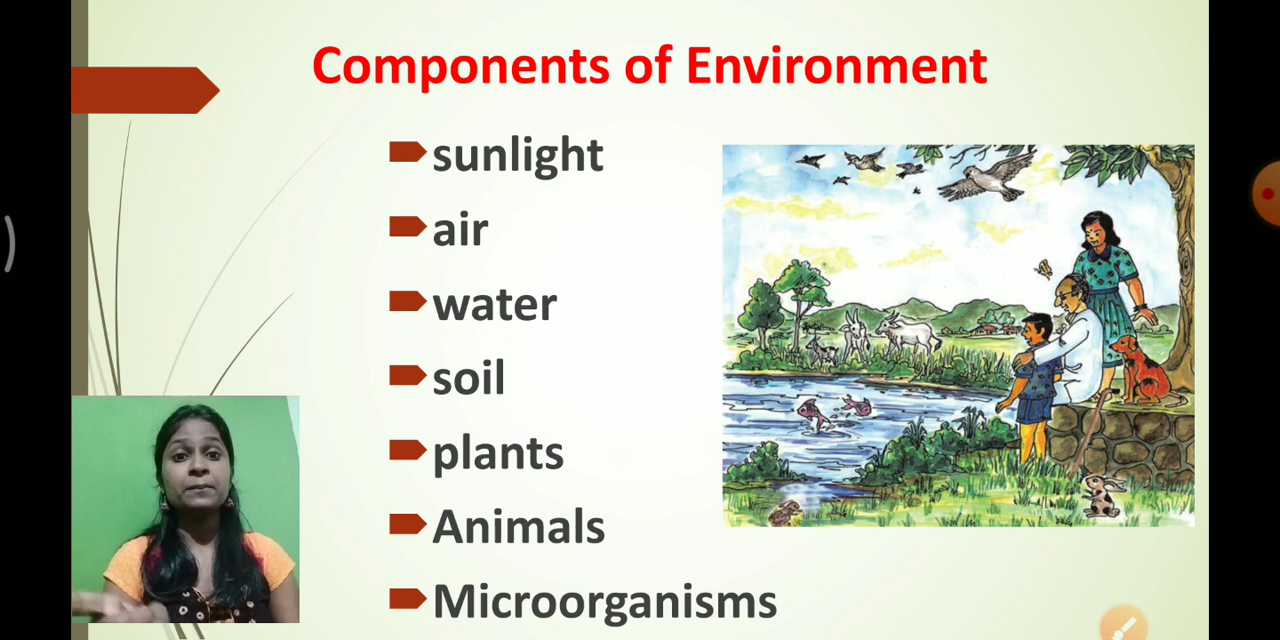 Components of Environment
sunlight
air
water
soil
plants
Animals
Microorganisms